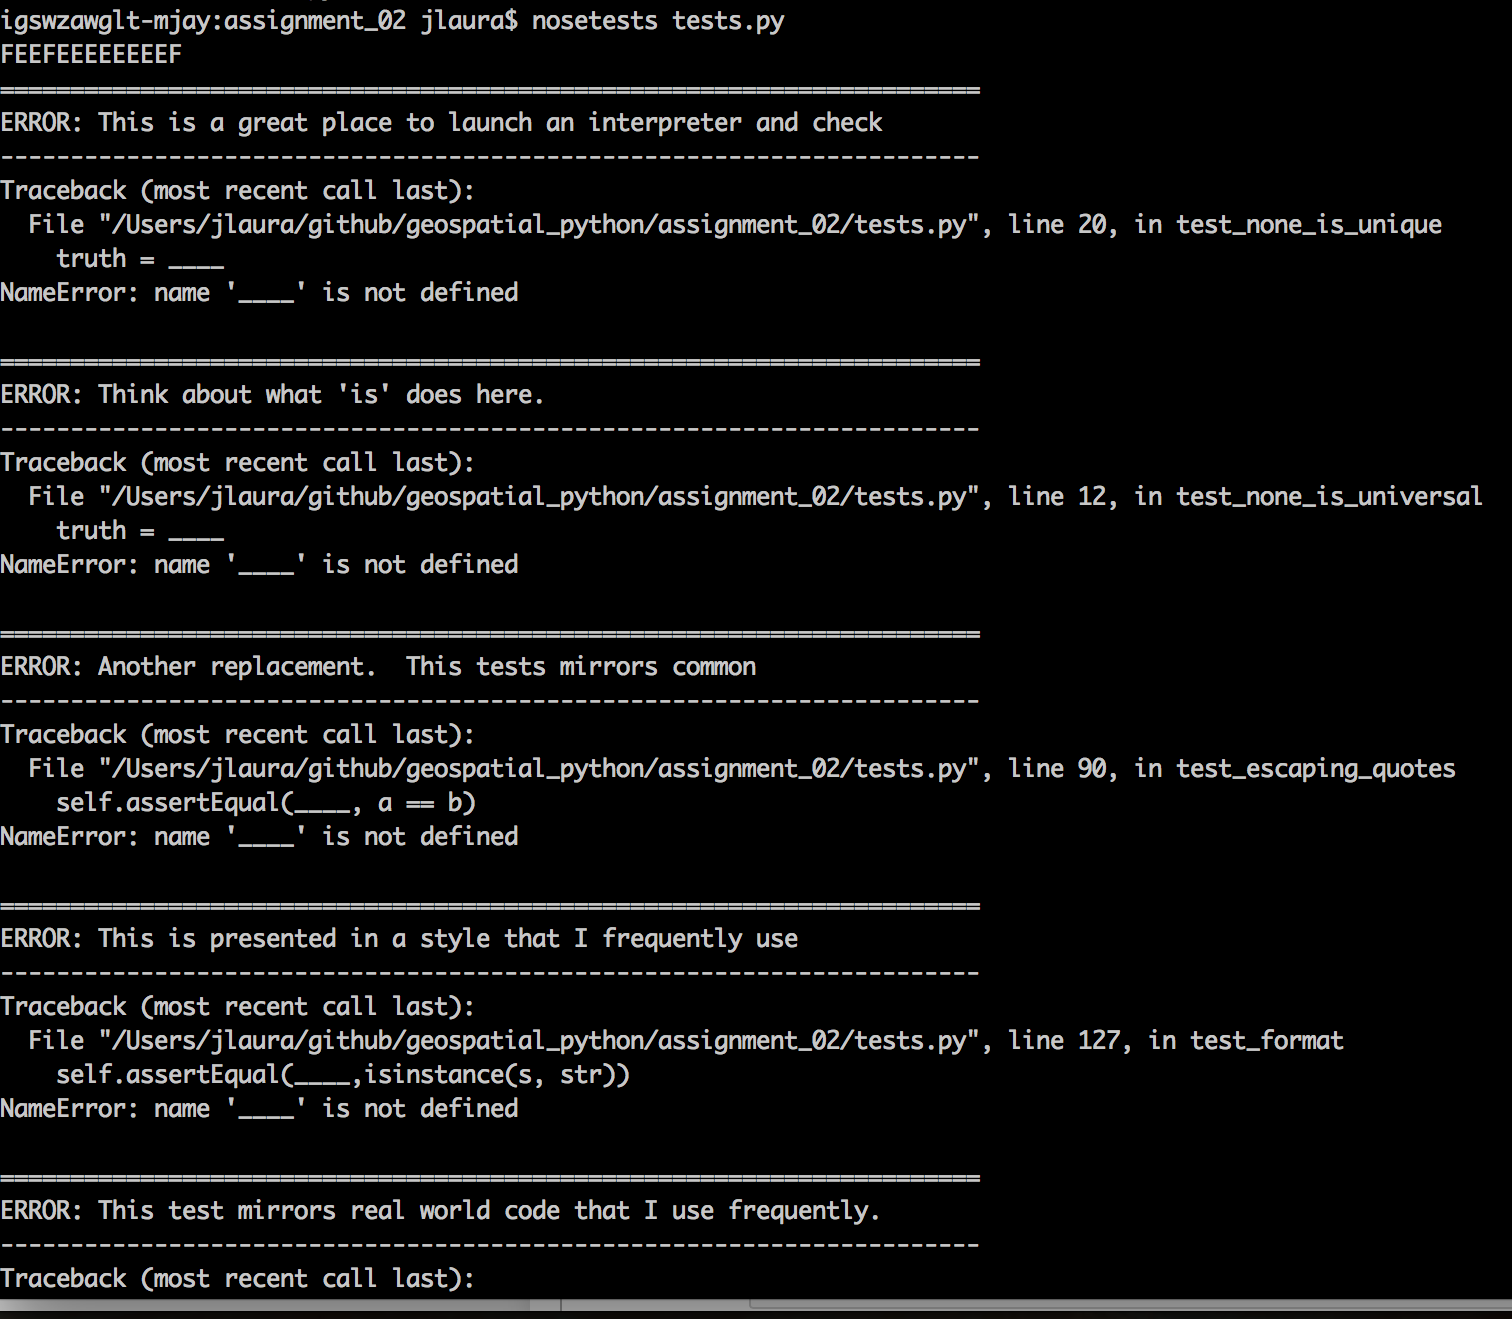 igswzawglt-mjay:assignment_02 jlaura$ nosetests tests.py
FEEFEEEEEEEEF
======================================================================
ERROR: This is a great place to launch an interpreter and check
----------------------------------------------------------------------
Traceback (most recent call last):
  File "/Users/jlaura/github/geospatial_python/assignment_02/tests.py", line 20, in test_none_is_unique
    truth = ____
NameError: name '____' is not defined

======================================================================
ERROR: Think about what 'is' does here.
----------------------------------------------------------------------
Traceback (most recent call last):
  File "/Users/jlaura/github/geospatial_python/assignment_02/tests.py", line 12, in test_none_is_universal
    truth = ____
NameError: name '____' is not defined

======================================================================
ERROR: Another replacement.  This tests mirrors common
----------------------------------------------------------------------
Traceback (most recent call last):
  File "/Users/jlaura/github/geospatial_python/assignment_02/tests.py", line 90, in test_escaping_quotes
    self.assertEqual(____, a == b)
NameError: name '____' is not defined

======================================================================
ERROR: This is presented in a style that I frequently use
----------------------------------------------------------------------
Traceback (most recent call last):
  File "/Users/jlaura/github/geospatial_python/assignment_02/tests.py", line 127, in test_format
    self.assertEqual(____,isinstance(s, str))
NameError: name '____' is not defined

======================================================================
ERROR: This test mirrors real world code that I use frequently.
----------------------------------------------------------------------
Traceback (most recent call last):